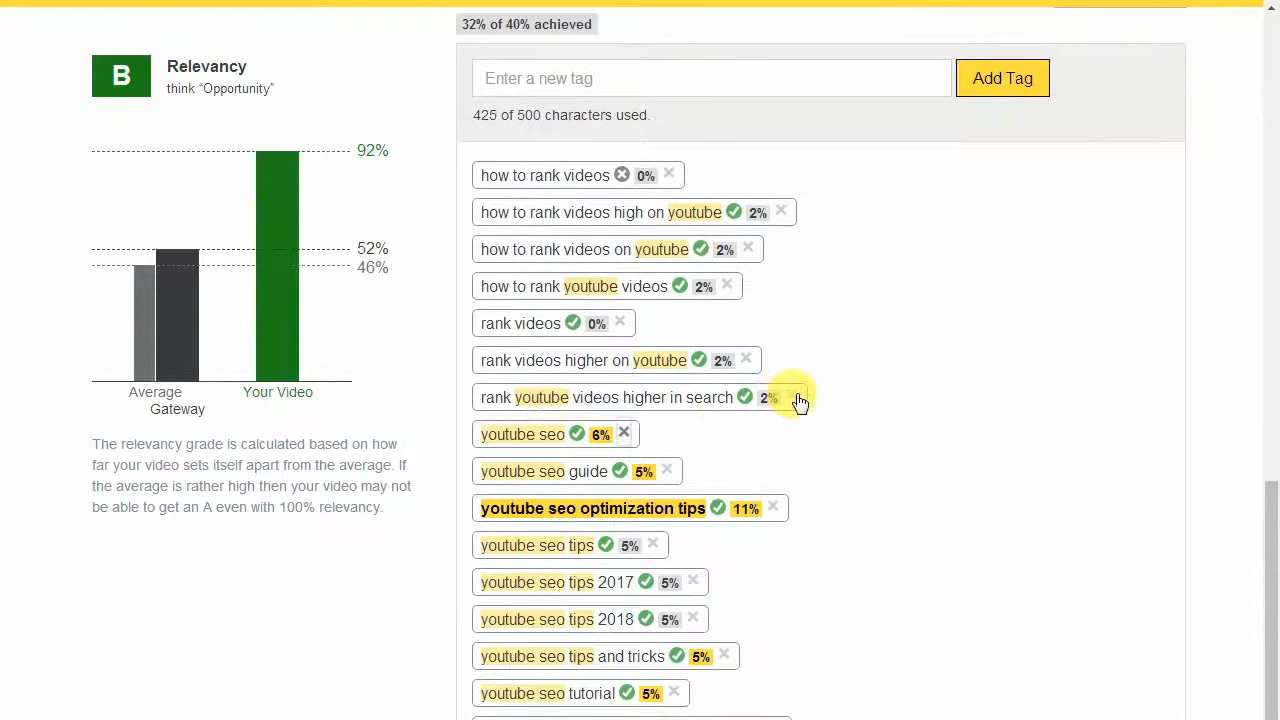 32% of 40% achieved
B
Relevancy
think “Opportunity”
Enter a new tag
Add Tag
425 of 500 characters used.
92%
52%
46%
Average
Gateway
Your Video
The relevancy grade is calculated based on how
far your video sets itself apart from the average. If
the average is rather high then your video may not
be able to get an A even with 100% relevancy.
how to rank videos 0%
how to rank videos high on youtube 2%
how to rank videos on youtube 2%
how to rank youtube videos 2%
rank videos 0%
rank videos higher on youtube 2%
rank youtube videos higher in search 2%
youtube seo 6%
youtube seo guide 5%
youtube seo optimization tips 11%
youtube seo tips 5%
youtube seo tips 2017 5%
youtube seo tips 2018 5%
youtube seo tips and tricks 5%
youtube seo tutorial 5%